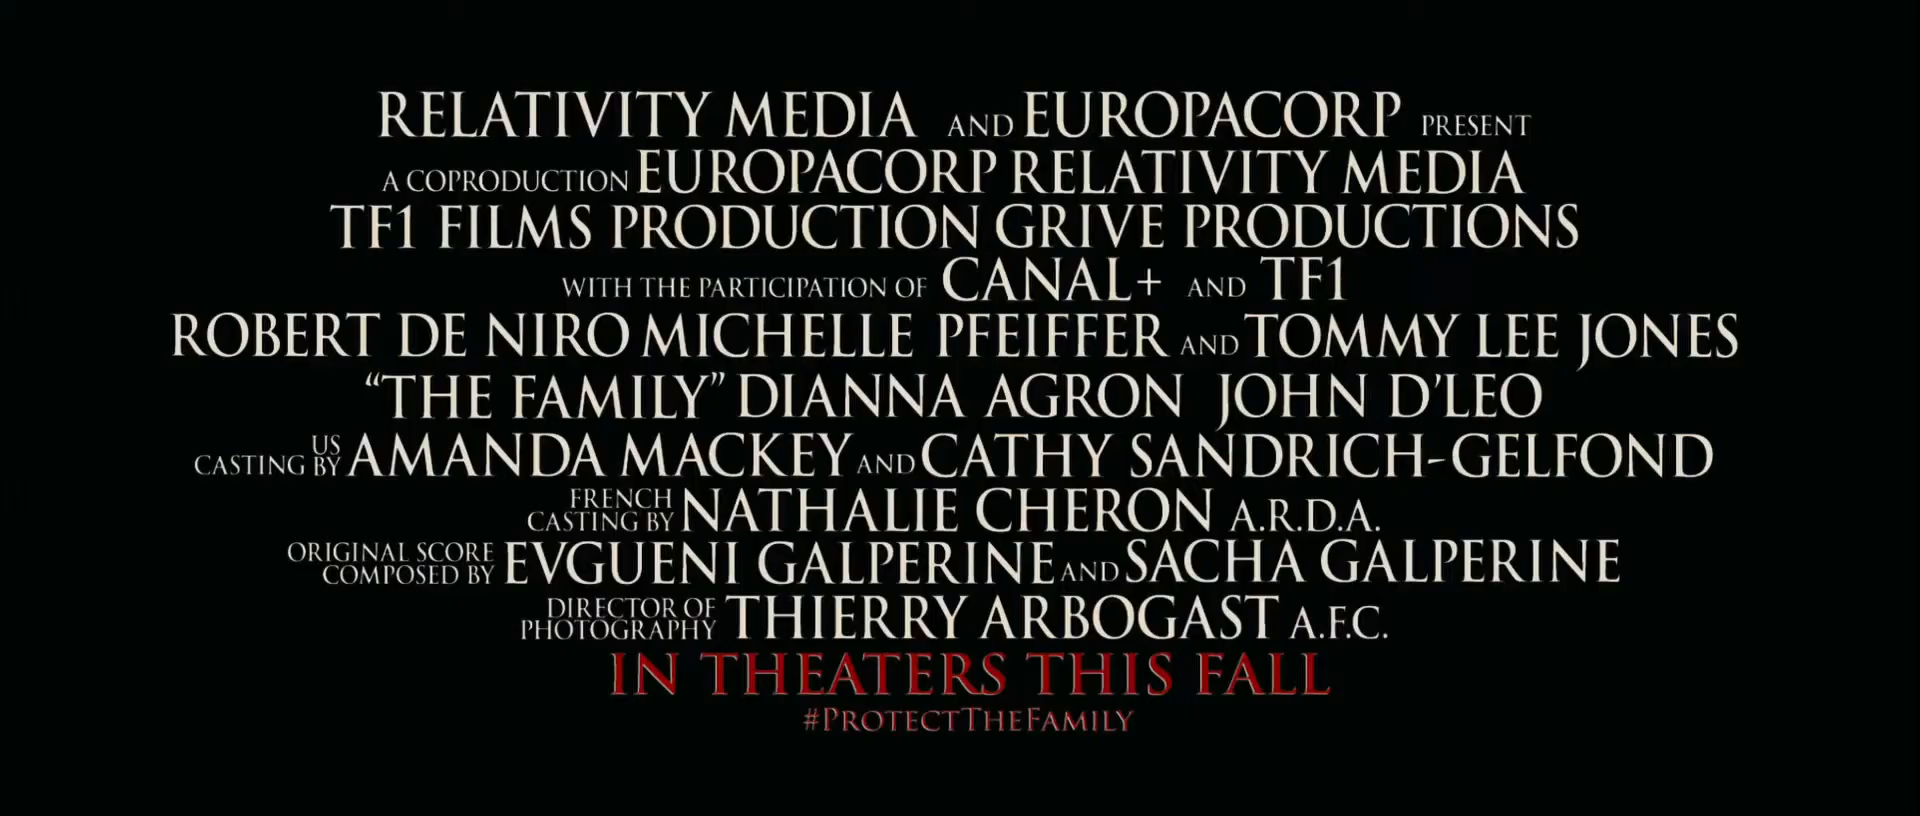 RELATIVITY MEDIA AND EUROPACORP PRESENT
A COPRODUCTION EUROPACORP RELATIVITY MEDIA
TF1 FILMS PRODUCTION GRIVE PRODUCTIONS
WITH THE PARTICIPATION OF CANAL+ AND TF1
ROBERT DE NIRO MICHELLE PFEIFFER AND TOMMY LEE JONES
“THE FAMILY” DIANNA AGRON JOHN D'LEO
US CASTING BY AMANDA MACKEY AND CATHY SANDRICH-GELFOND
FRENCH CASTING BY NATHALIE CHERON A.R.D.A.
ORIGINAL SCORE COMPOSED BY EVGUENI GALPERINE AND SACHA GALPERINE
DIRECTOR OF PHOTOGRAPHY THIERRY ARBOGAST A.F.C.
IN THEATERS THIS FALL
#PROTECTTHEFAMILY